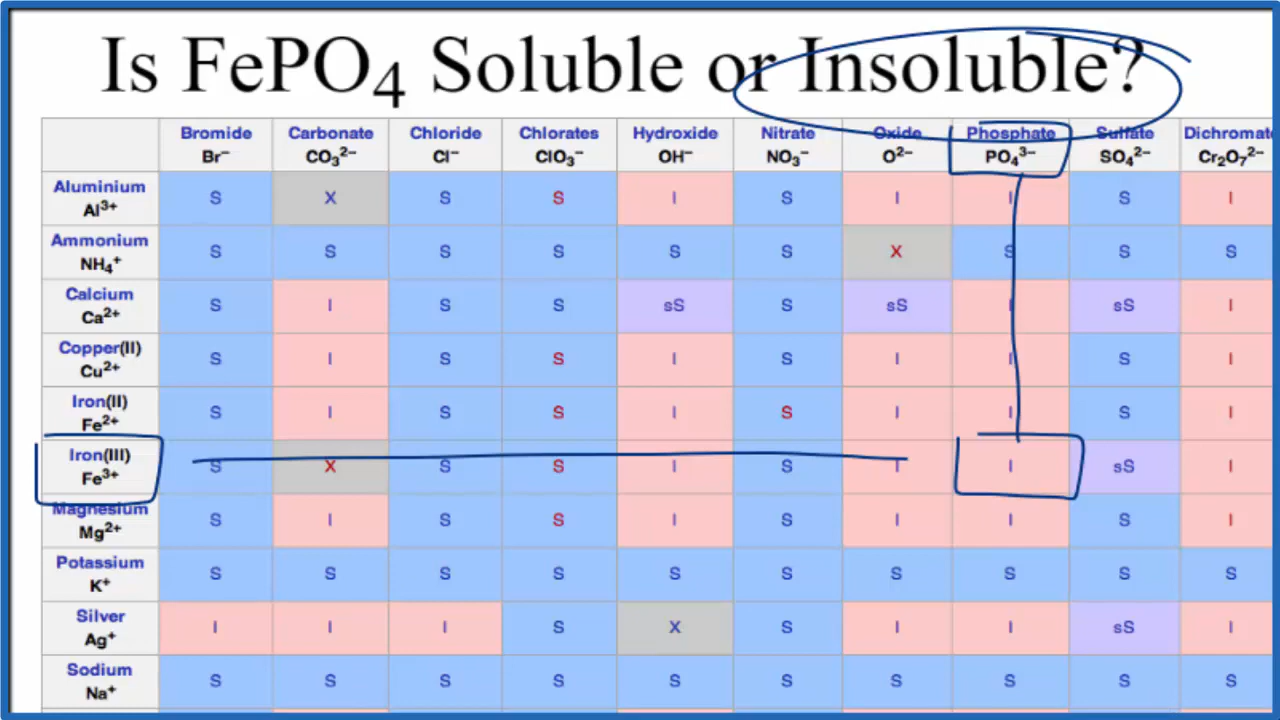 Is FePO₄ Soluble or Insoluble?
Bromide Carbonate Chloride Chlorates Hydroxide Nitrate Oxide Phosphate Sulfate Dichromat
Br⁻ CO₃²⁻ Cl⁻ ClO₃⁻ OH⁻ NO₃⁻ O²⁻ PO₄³⁻ SO₄²⁻ Cr₂O₇²⁻
Aluminium
Al³⁺ S X S S I S I I S I
Ammonium
NH₄⁺ S S S S S S X S S S
Calcium
Ca²⁺ S I S S sS S sS I sS I
Copper(II)
Cu²⁺ S I S S I S I I S I
Iron(II)
Fe²⁺ S I S S I S I I S I
Iron(III)
Fe³⁺ S X S S I S I I sS I
Magnesium
Mg²⁺ S I S S I S I I S I
Potassium
K⁺ S S S S S S S S S S
Silver
Ag⁺ I I I S X S I I sS I
Sodium
Na⁺ S S S S S S S S S S